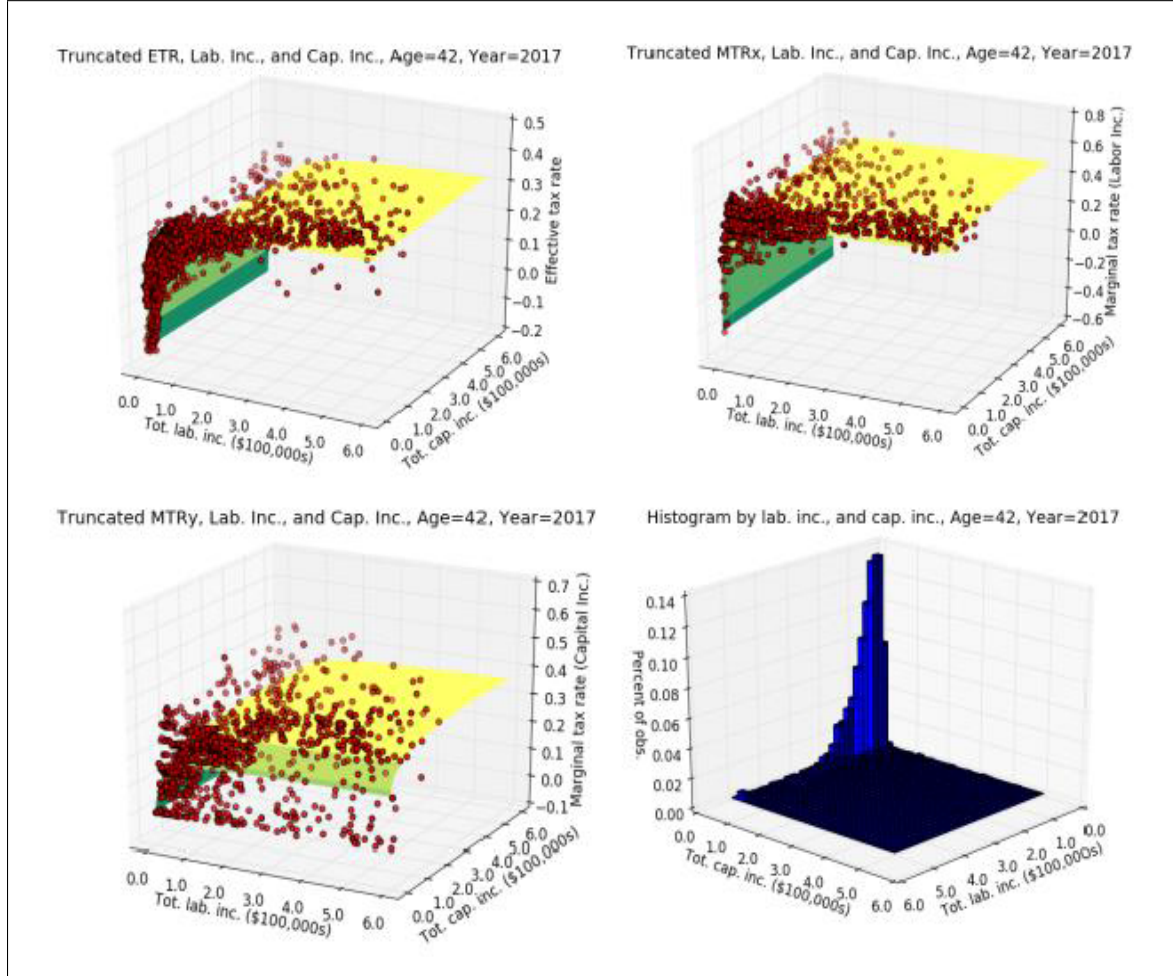 Truncated ETR, Lab. Inc., and Cap. Inc., Age=42, Year=2017
0.5
0.4
0.3
0.2
0.1
0.0
−0.1
−0.2
Effective tax rate
0.0 1.0 2.0 3.0 4.0 5.0 6.0
Tot. lab. inc. ($100,000s)
0.0 1.0 2.0 3.0 4.0 5.0 6.0
Tot. cap. inc. ($100,000s)
Truncated MTRx, Lab. Inc., and Cap. Inc., Age=42, Year=2017
0.8
0.6
0.4
0.2
0.0
−0.2
−0.4
−0.6
Marginal tax rate (Labor Inc.)
0.0 1.0 2.0 3.0 4.0 5.0 6.0
Tot. lab. inc. ($100,000s)
0.0 1.0 2.0 3.0 4.0 5.0 6.0
Tot. cap. inc. ($100,000s)
Truncated MTRy, Lab. Inc., and Cap. Inc., Age=42, Year=2017
0.7
0.6
0.5
0.4
0.3
0.2
0.1
0.0
−0.1
Marginal tax rate (Capital Inc.)
0.0 1.0 2.0 3.0 4.0 5.0 6.0
Tot. lab. inc. ($100,000s)
0.0 1.0 2.0 3.0 4.0 5.0 6.0
Tot. cap. inc. ($100,000s)
Histogram by lab. inc., and cap. inc., Age=42, Year=2017
0.14
0.12
0.10
0.08
0.06
0.04
0.02
0.00
Percent of obs.
0.0 1.0 2.0 3.0 4.0 5.0 6.0
Tot. cap. inc. ($100,000s)
6.0 5.0 4.0 3.0 2.0 1.0 0.0
Tot. lab. inc. ($100,000s)